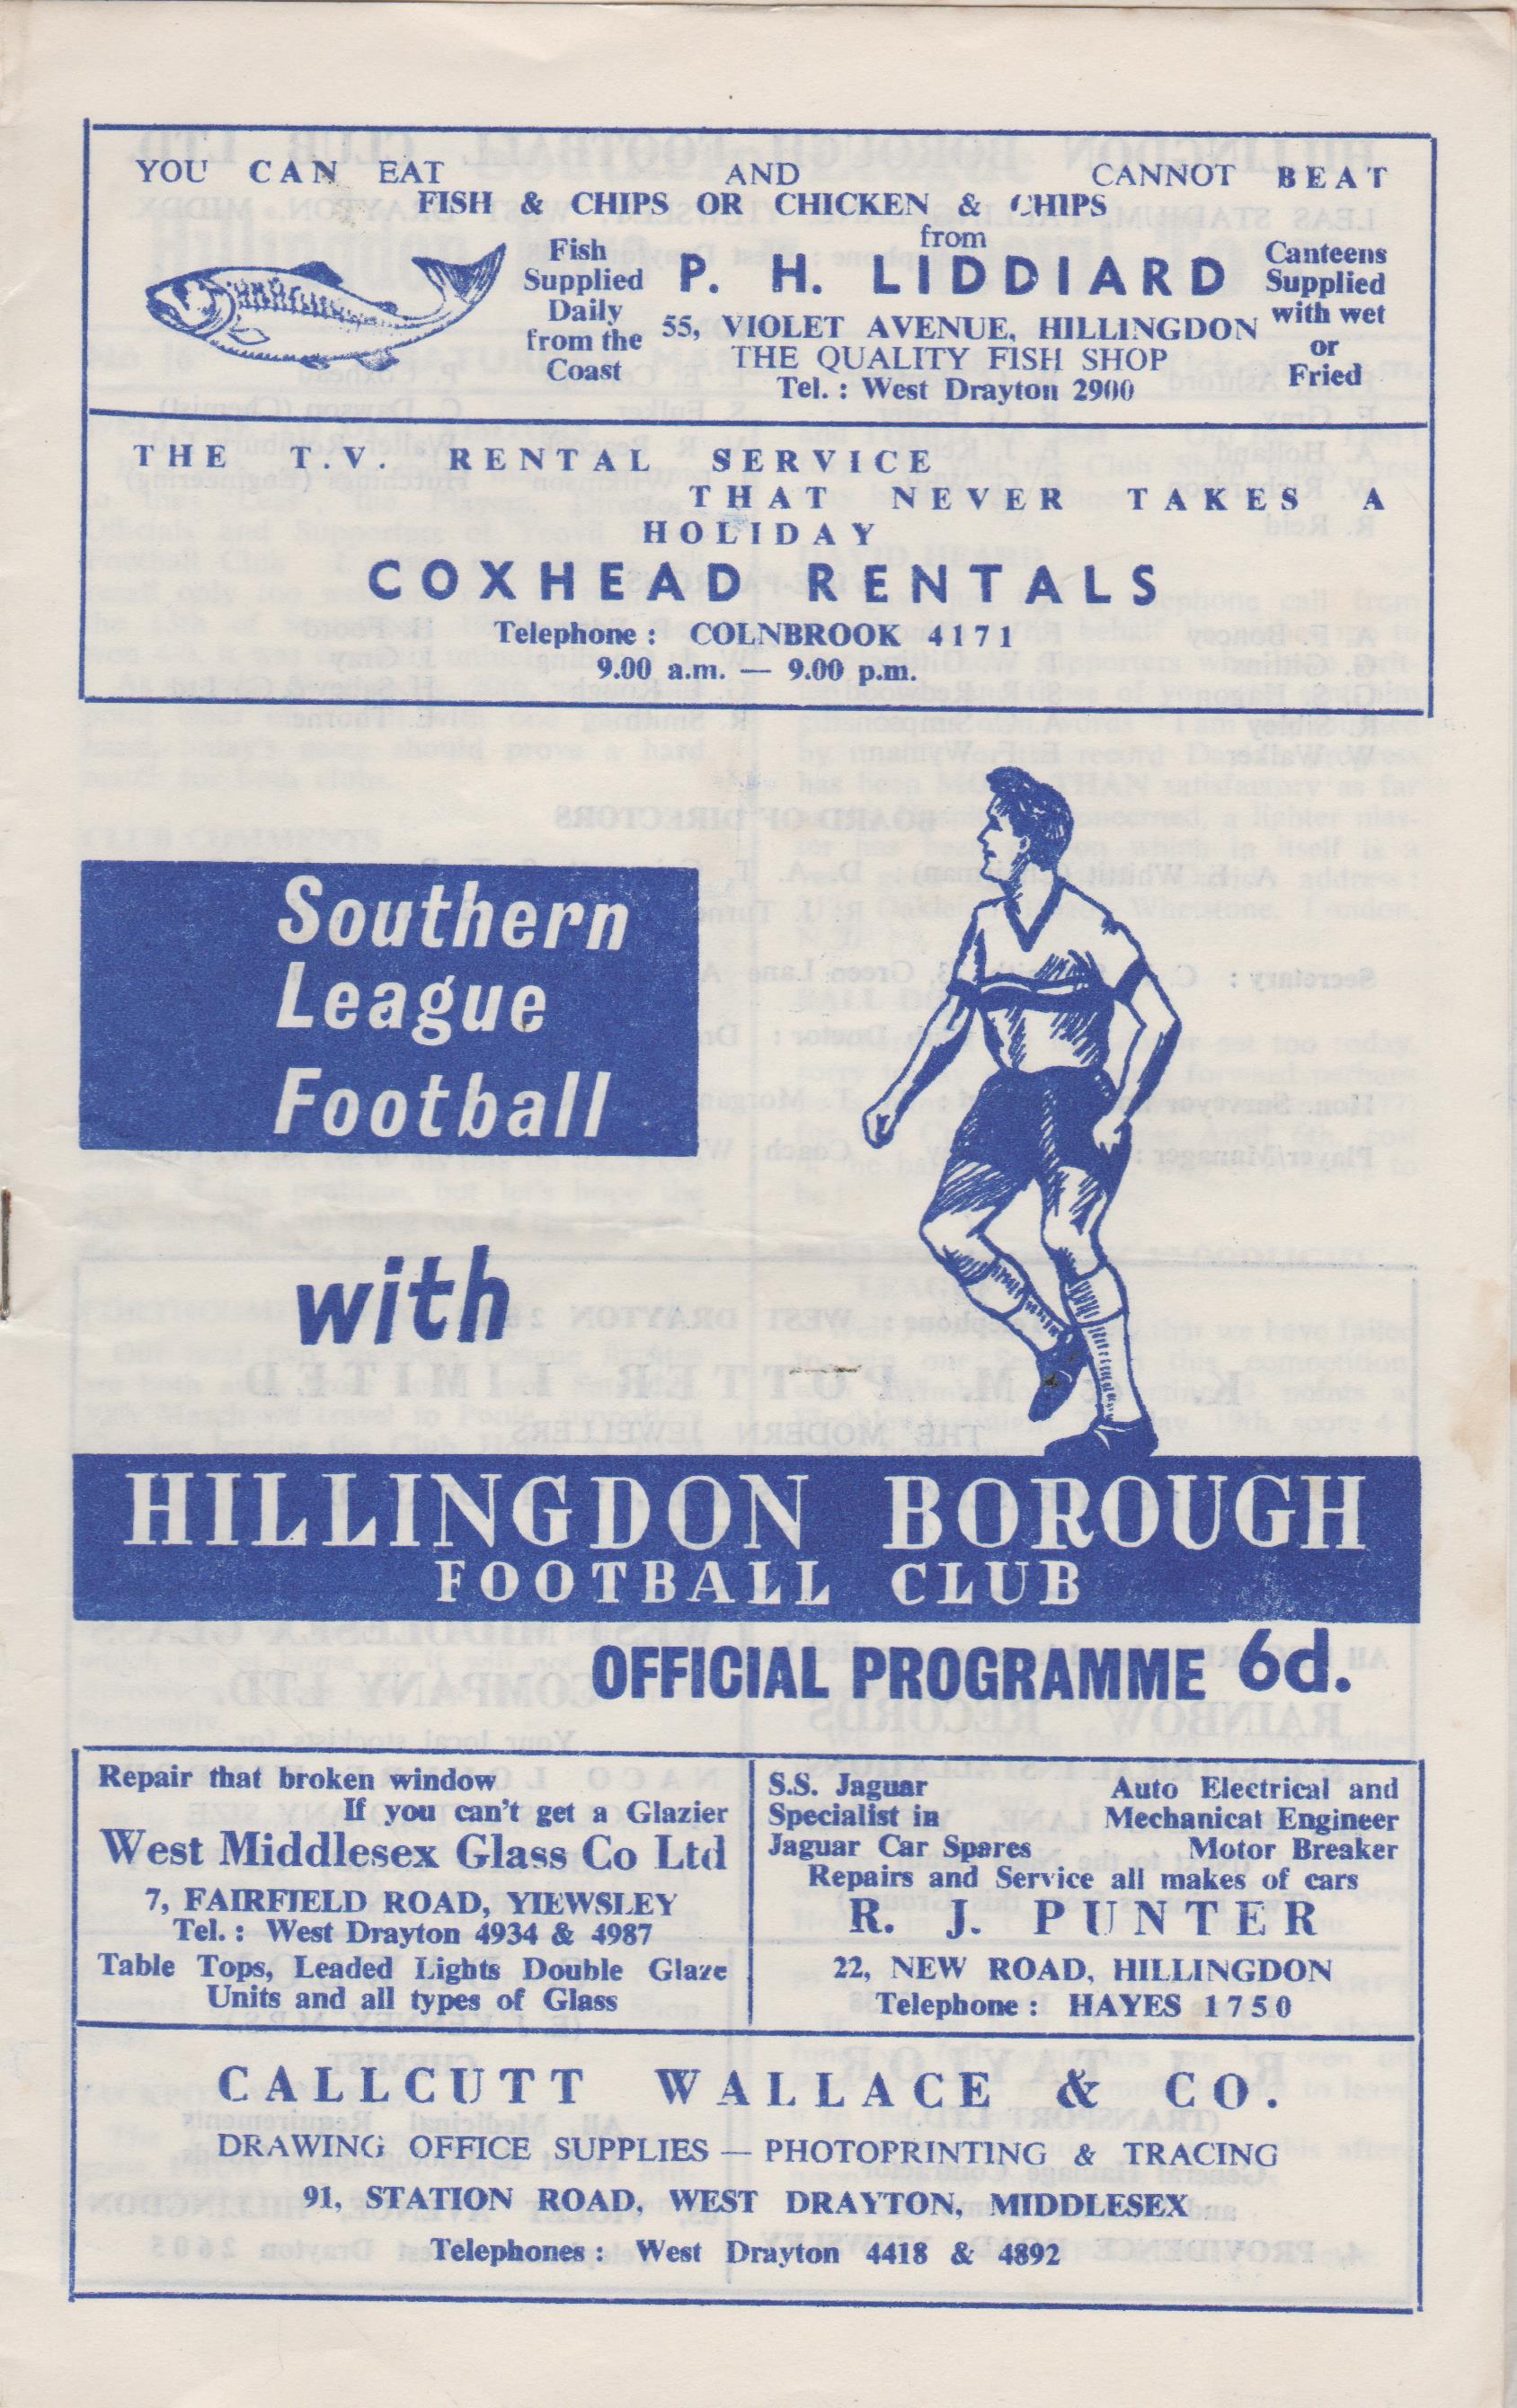 YOU CAN EAT AND CANNOT BEAT
FISH & CHIPS OR CHICKEN & CHIPS
from
Fish
Supplied
Daily
from the
Coast
P. H. LIDDIARD
55, VIOLET AVENUE, HILLINGDON
THE QUALITY FISH SHOP
Tel. : West Drayton 2900
Canteens
Supplied
with wet
or
Fried
THE T.V. RENTAL SERVICE
THAT NEVER TAKES A
HOLIDAY
COXHEAD RENTALS
Telephone : COLNBROOK 4171
9.00 a.m. — 9.00 p.m.
Southern
League
Football
with
HILLINGDON BOROUGH
FOOTBALL CLUB
OFFICIAL PROGRAMME 6d.
Repair that broken window
If you can't get a Glazier
West Middlesex Glass Co Ltd
7, FAIRFIELD ROAD, YIEWSLEY
Tel. : West Drayton 4934 & 4987
Table Tops, Leaded Lights Double Glaze
Units and all types of Glass
S.S. Jaguar
Specialist in
Jaguar Car Spares
Auto Electrical and
Mechanical Engineer
Motor Breaker
Repairs and Service all makes of cars
R. J. PUNTER
22, NEW ROAD, HILLINGDON
Telephone : HAYES 1750
CALLCUTT WALLACE & CO.
DRAWING OFFICE SUPPLIES — PHOTOPRINTING & TRACING
91, STATION ROAD, WEST DRAYTON, MIDDLESEX
Telephones : West Drayton 4418 & 4892